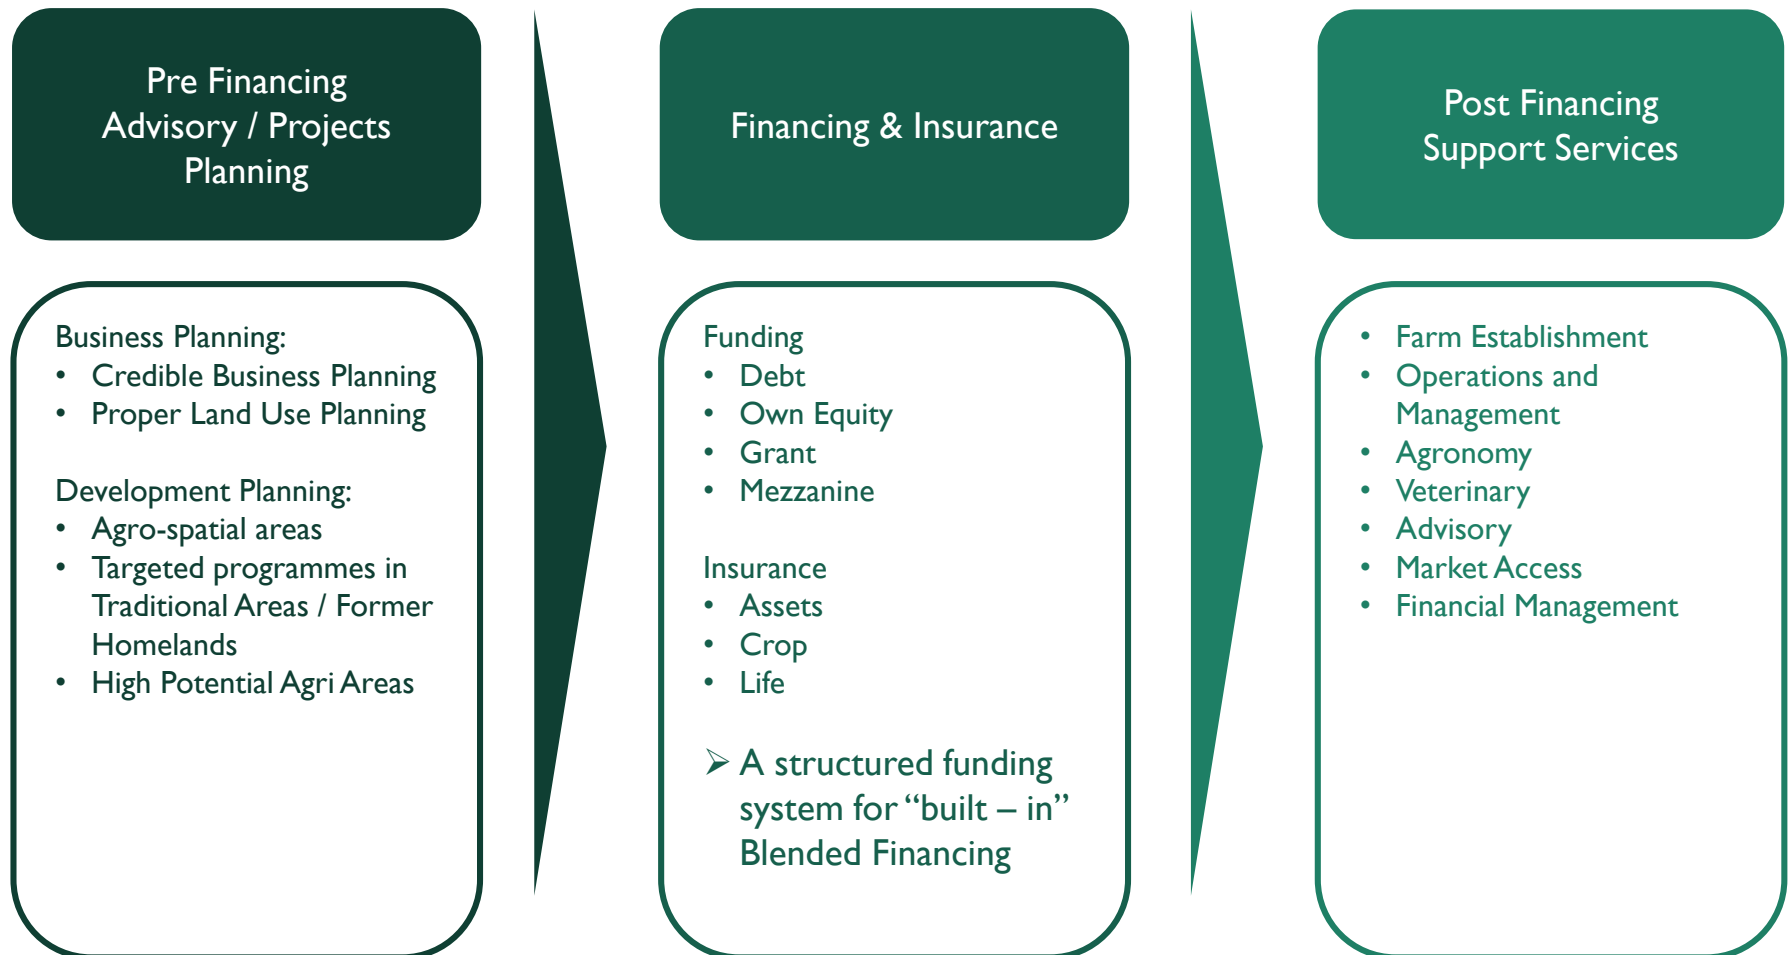 Pre Financing
Advisory / Projects
Planning
Business Planning:
• Credible Business Planning
• Proper Land Use Planning
Development Planning:
• Agro-spatial areas
• Targeted programmes in
Traditional Areas / Former
Homelands
• High Potential Agri Areas
Financing & Insurance
Funding
• Debt
• Own Equity
• Grant
• Mezzanine
Insurance
• Assets
• Crop
• Life
➢ A structured funding
system for “built – in”
Blended Financing
Post Financing
Support Services
• Farm Establishment
• Operations and
Management
• Agronomy
• Veterinary
• Advisory
• Market Access
• Financial Management